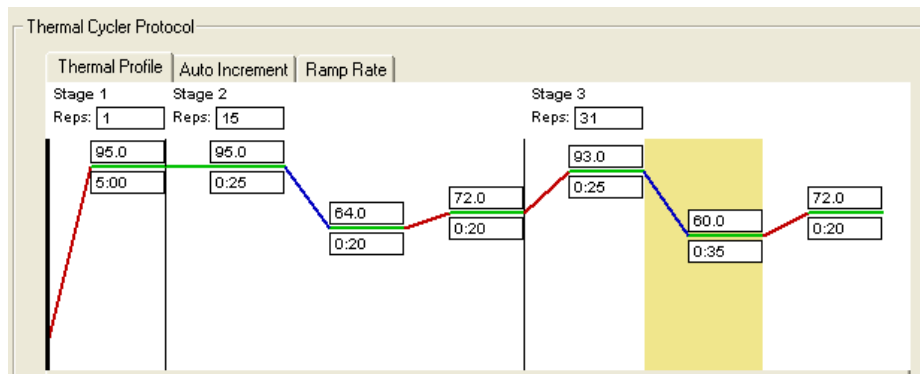 Thermal Cycler Protocol
Thermal Profile Auto Increment Ramp Rate
Stage 1 Stage 2 Stage 3
Reps: 1 Reps: 15 Reps: 31
95.0 95.0 93.0
5:00 0:25 0:25
64.0 72.0 60.0 72.0
0:20 0:20 0:35 0:20